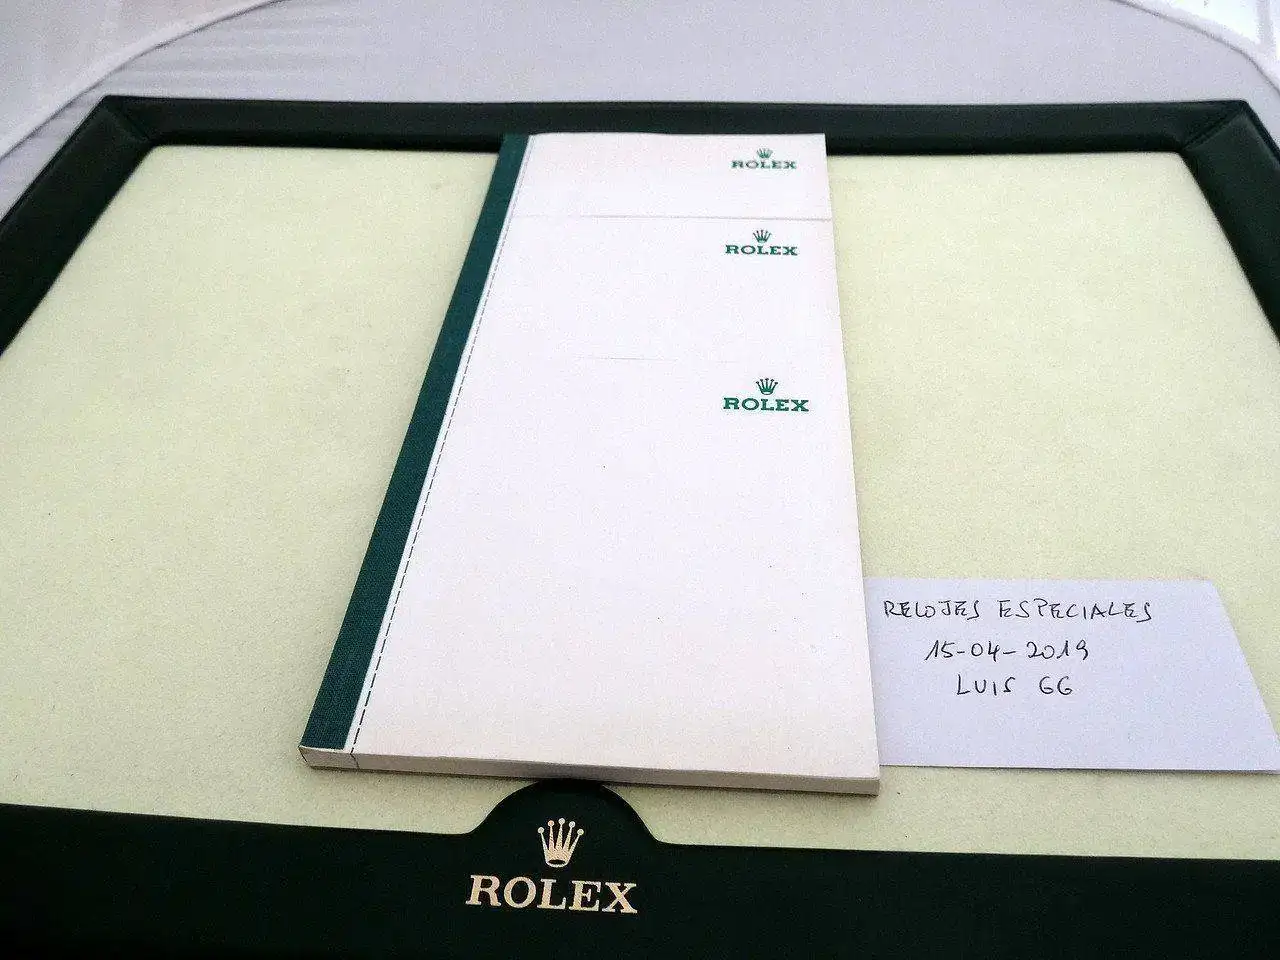 ROLEX
ROLEX
ROLEX
RELOJES ESPECIALES
15-04-2019
LUIS GG
ROLEX